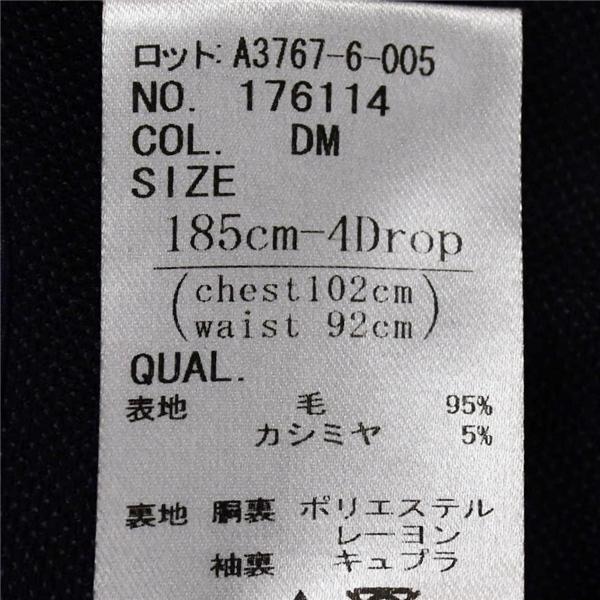 ロット: A3767-6-005
NO. 176114
COL. DM
SIZE
185cm-4Drop
(chest102cm
waist 92cm)
QUAL.
表地 毛 95%
カシミヤ 5%
裏地 胴裏 ポリエステル
レーヨン
袖裏 キュプラ